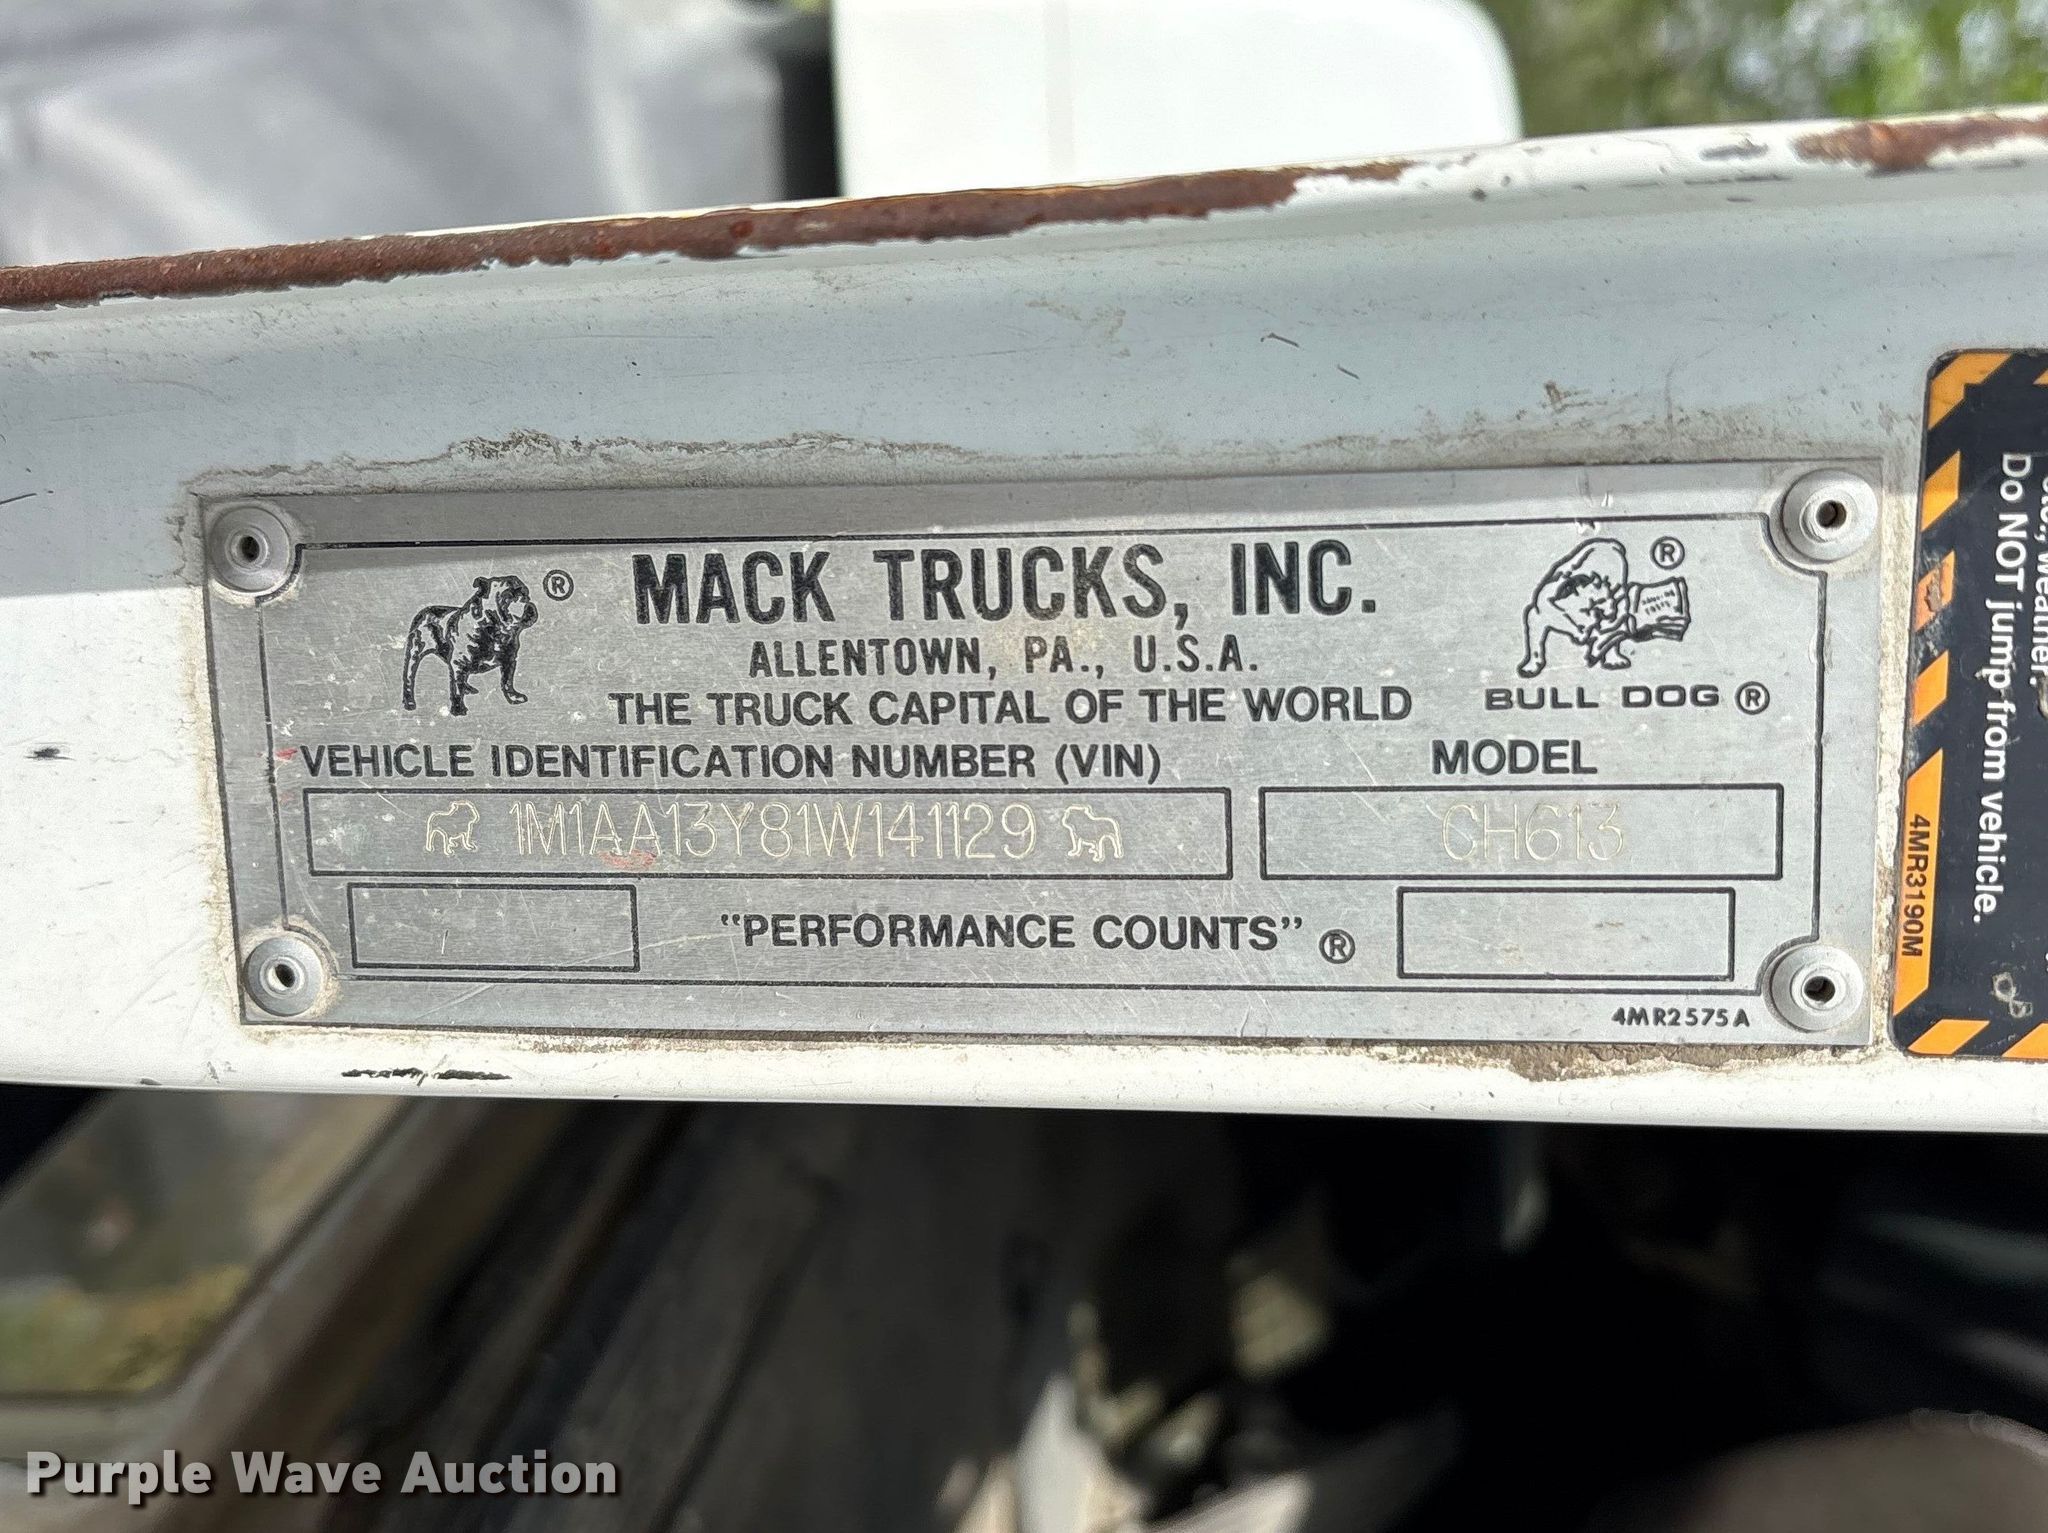 MACK TRUCKS, INC.
ALLENTOWN, PA., U.S.A.
THE TRUCK CAPITAL OF THE WORLD
®
®
BULL DOG ®
VEHICLE IDENTIFICATION NUMBER (VIN)
MODEL
1M1AA13Y81W141129
CH613
"PERFORMANCE COUNTS" ®
4MR2575A
weather.
Do NOT jump from vehicle.
4MR3190M
Purple Wave Auction